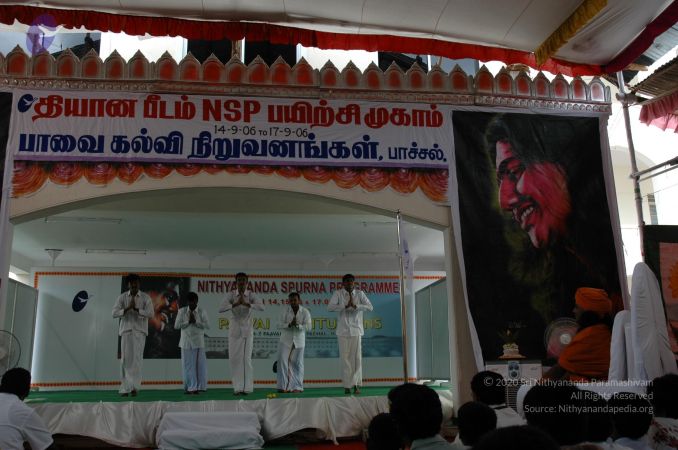 தியான பீடம் NSP பயிற்சி முகாம்
14-9-06 TO 17-9-06
பாவை கல்வி நிறுவனங்கள், பாச்சல்.
NITHYANANDA SPURNA PROGRAMME
© 2020 Sri Nithyananda Paramashivam
All Rights Reserved
Source: Nithyanandapedia.org